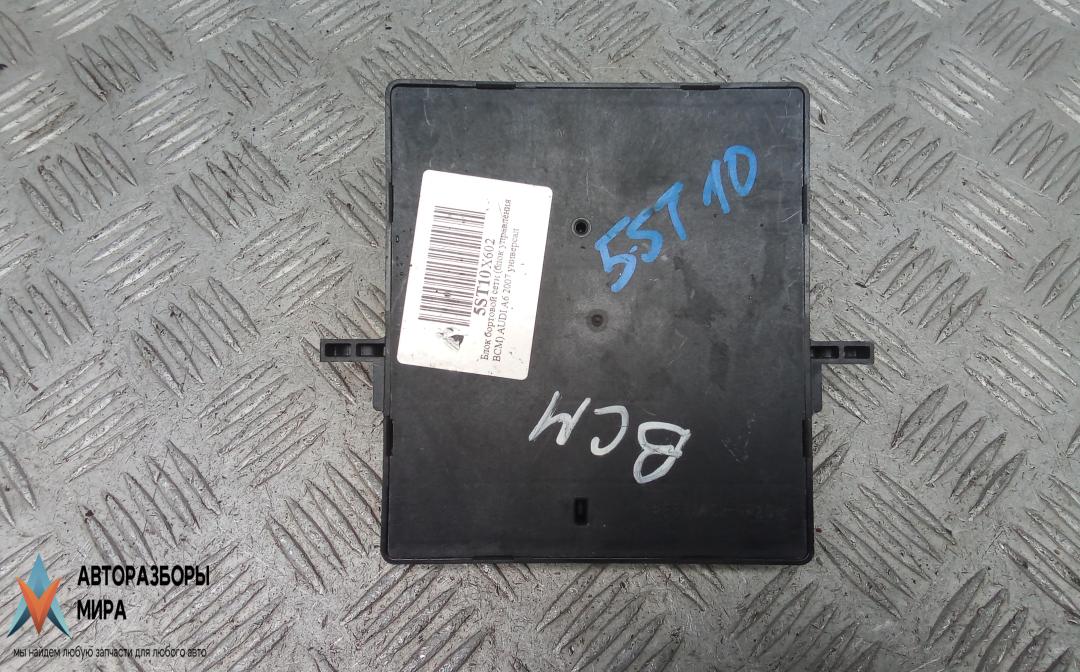 5ST10X602
Блок бортовой сети (блок управления
BCM) AUDI A6 2007 универсал
5ST 10
BCM
АВТОРАЗБОРЫ
МИРА
мы найдем любую запчасти для любого авто